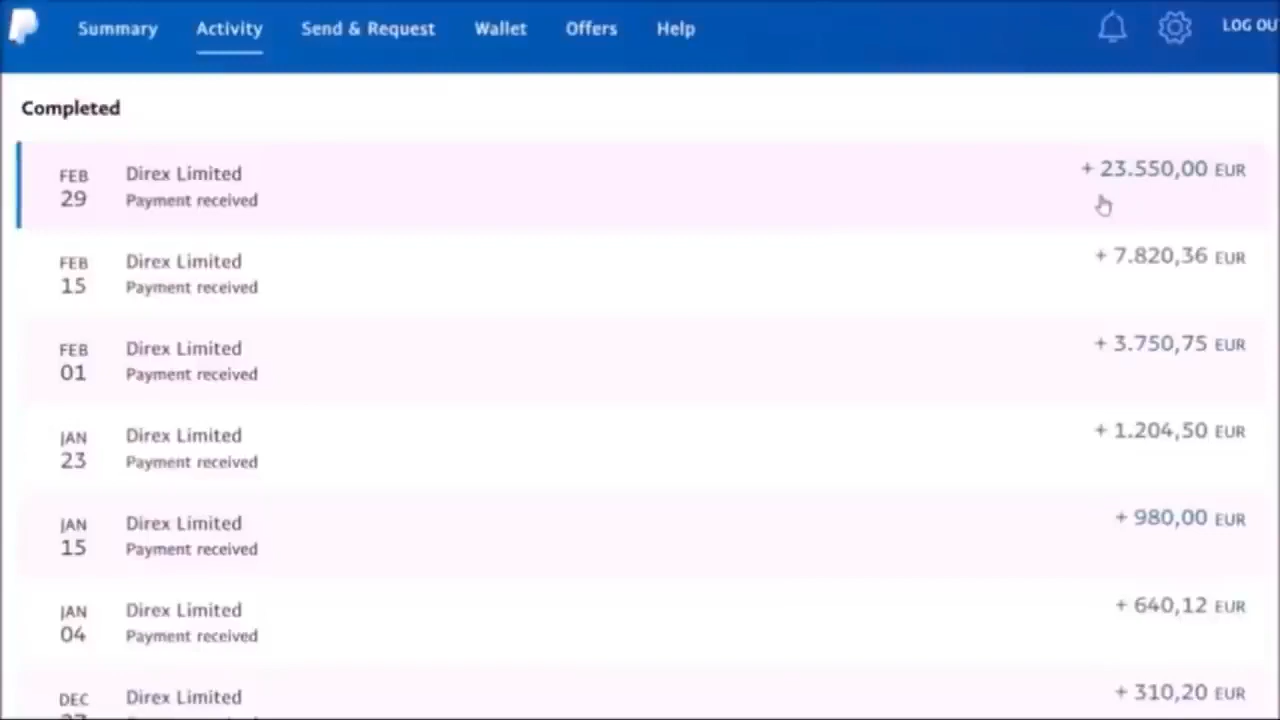 Summary Activity Send & Request Wallet Offers Help LOG OU
Completed
FEB 29 Direx Limited + 23.550,00 EUR
Payment received
FEB 15 Direx Limited + 7.820,36 EUR
Payment received
FEB 01 Direx Limited + 3.750,75 EUR
Payment received
JAN 23 Direx Limited + 1.204,50 EUR
Payment received
JAN 15 Direx Limited + 980,00 EUR
Payment received
JAN 04 Direx Limited + 640,12 EUR
Payment received
DEC Direx Limited + 310,20 EUR